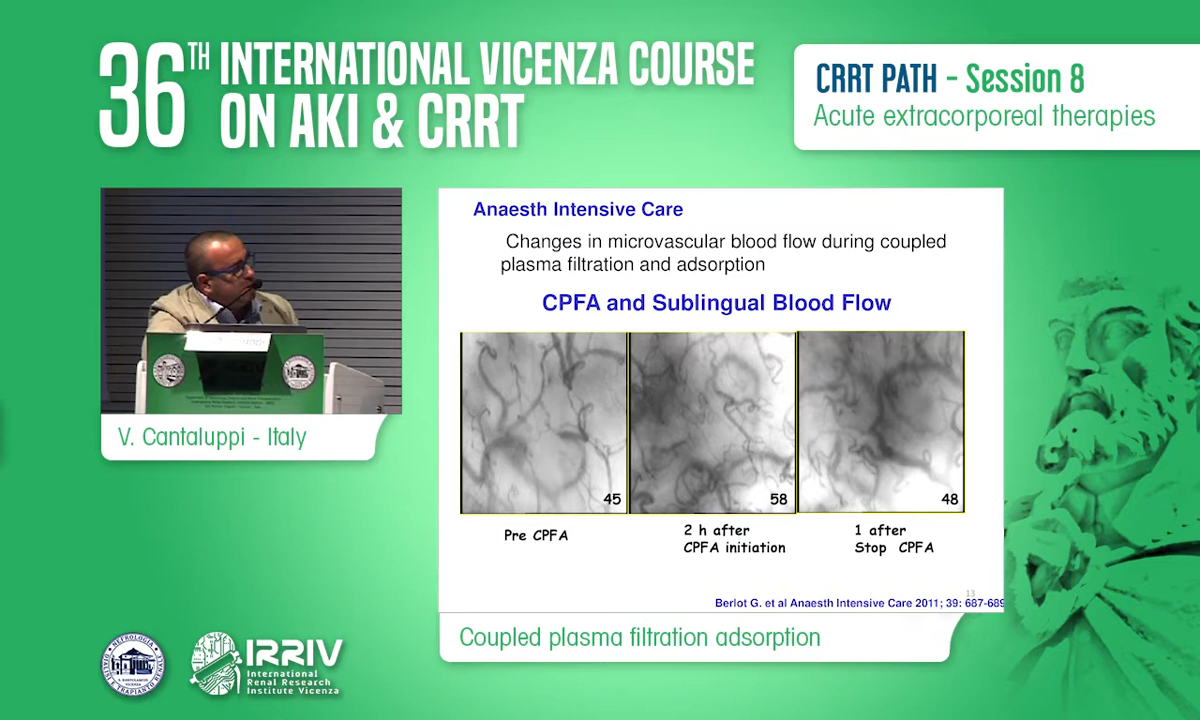 36TH INTERNATIONAL VICENZA COURSE
ON AKI & CRRT
CRRT PATH - Session 8
Acute extracorporeal therapies
Anaesth Intensive Care
Changes in microvascular blood flow during coupled
plasma filtration and adsorption
CPFA and Sublingual Blood Flow
45
58
48
Pre CPFA
2 h after
CPFA initiation
1 after
Stop CPFA
13
Berlot G. et al Anaesth Intensive Care 2011; 39: 687-689
V. Cantaluppi - Italy
Coupled plasma filtration adsorption
IRRIV
International
Renal Research
Institute Vicenza